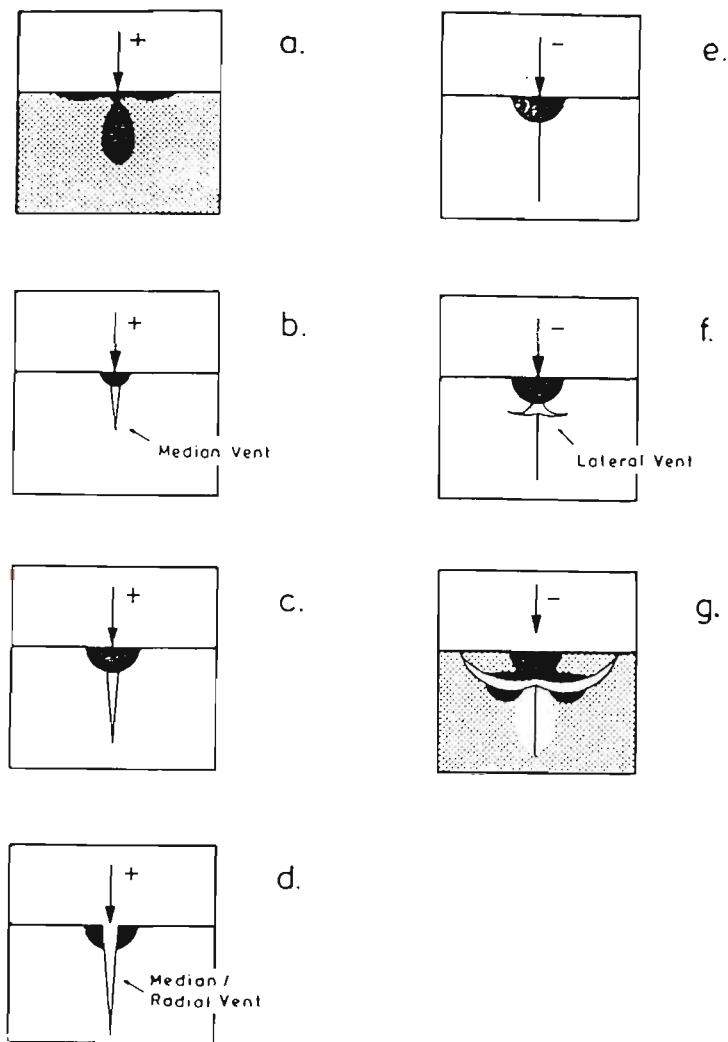 +
a.
+
b.
Median Vent
+
c.
+
d.
Median /
Radial Vent
-
e.
-
f.
Lateral Vent
-
g.